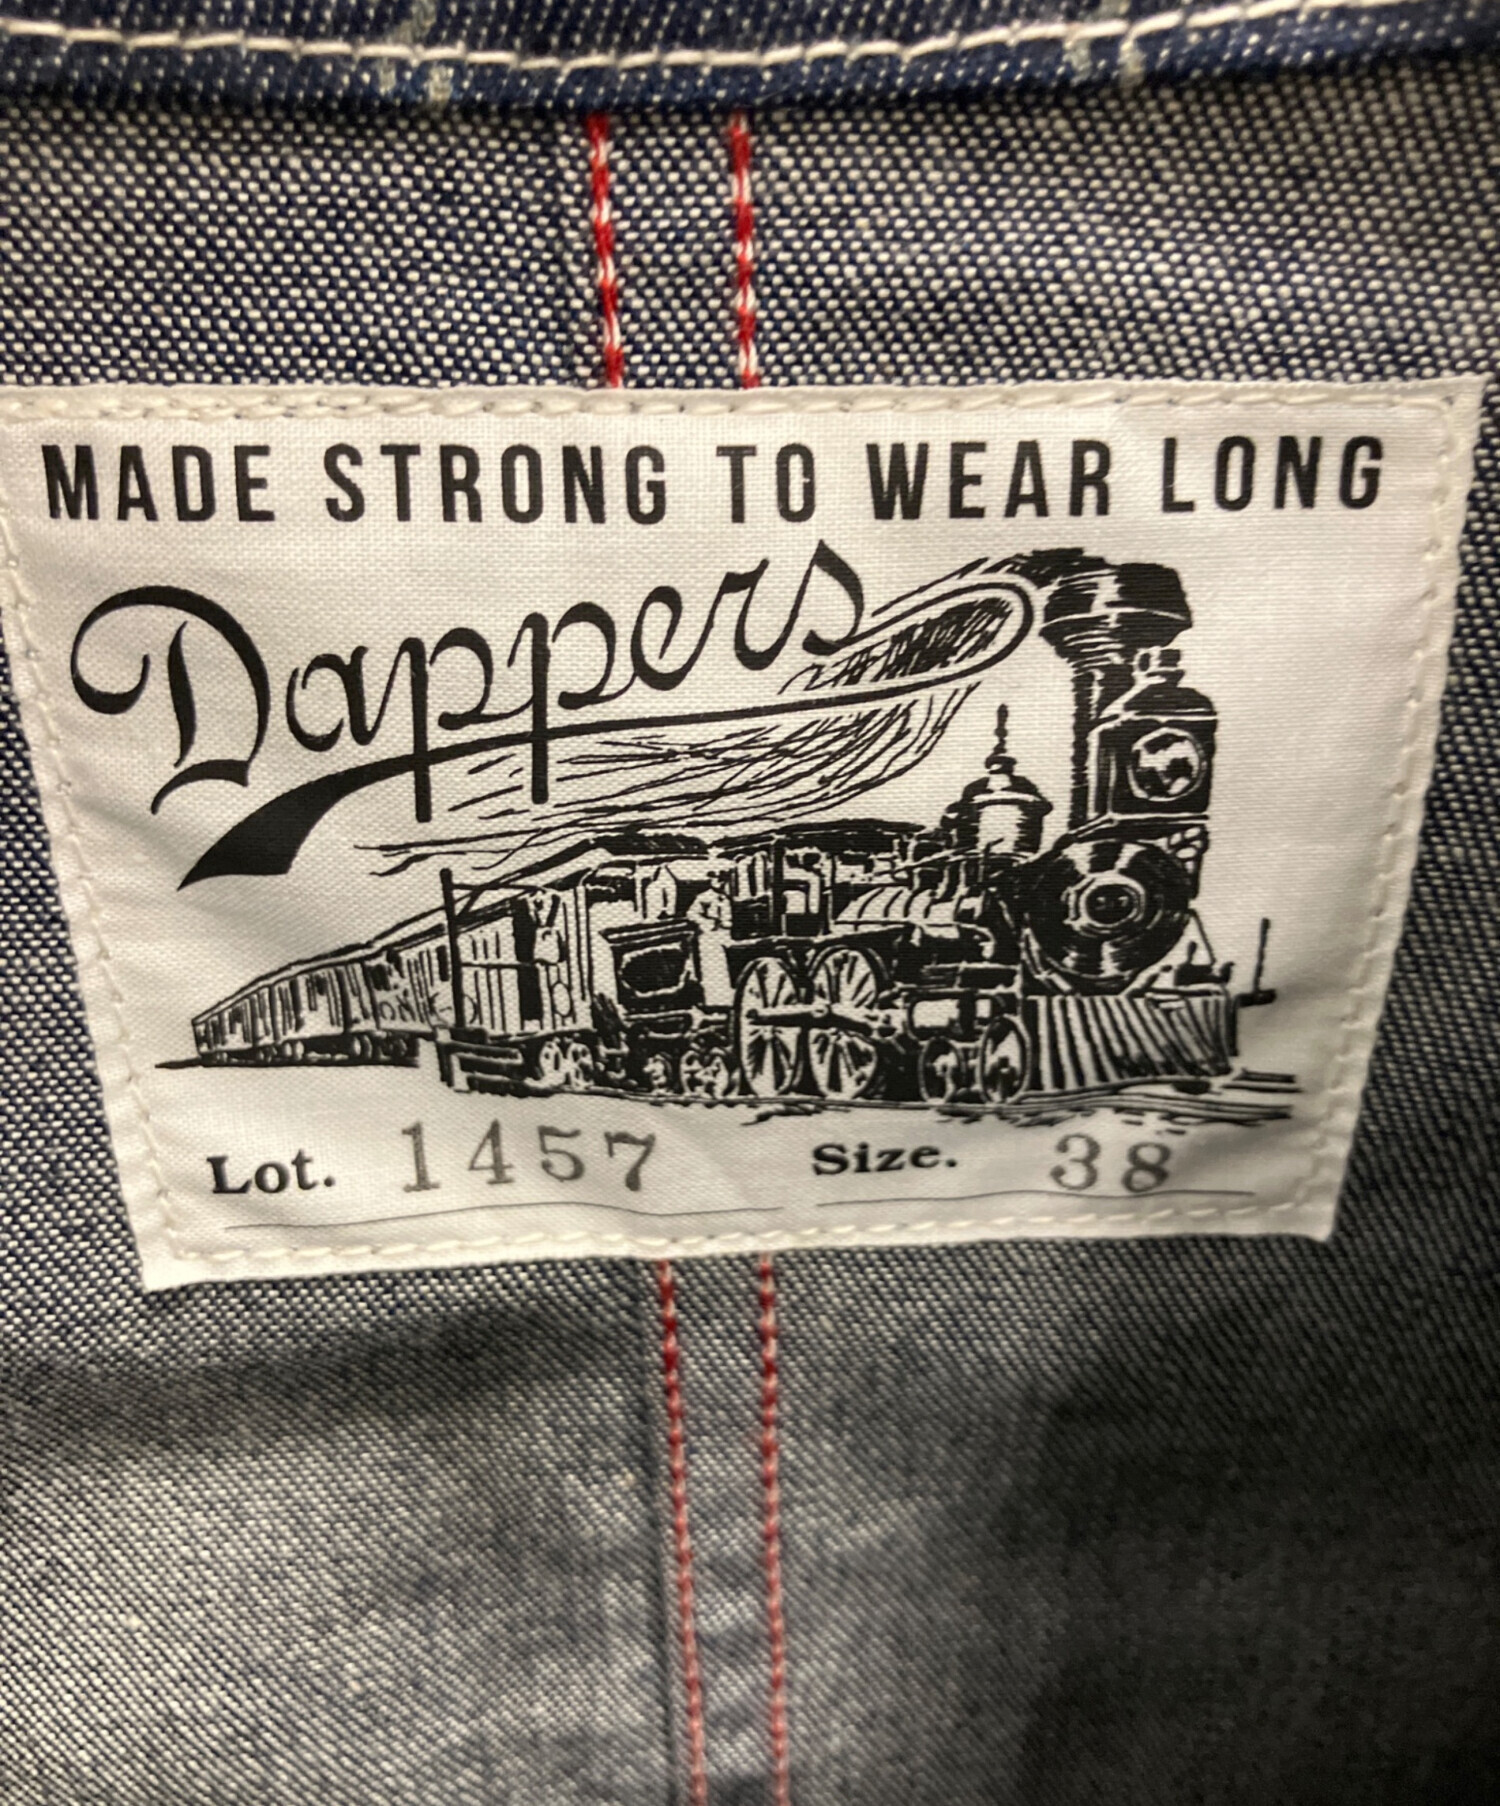 MADE STRONG TO WEAR LONG
Dappers
Lot. 1457 Size. 38